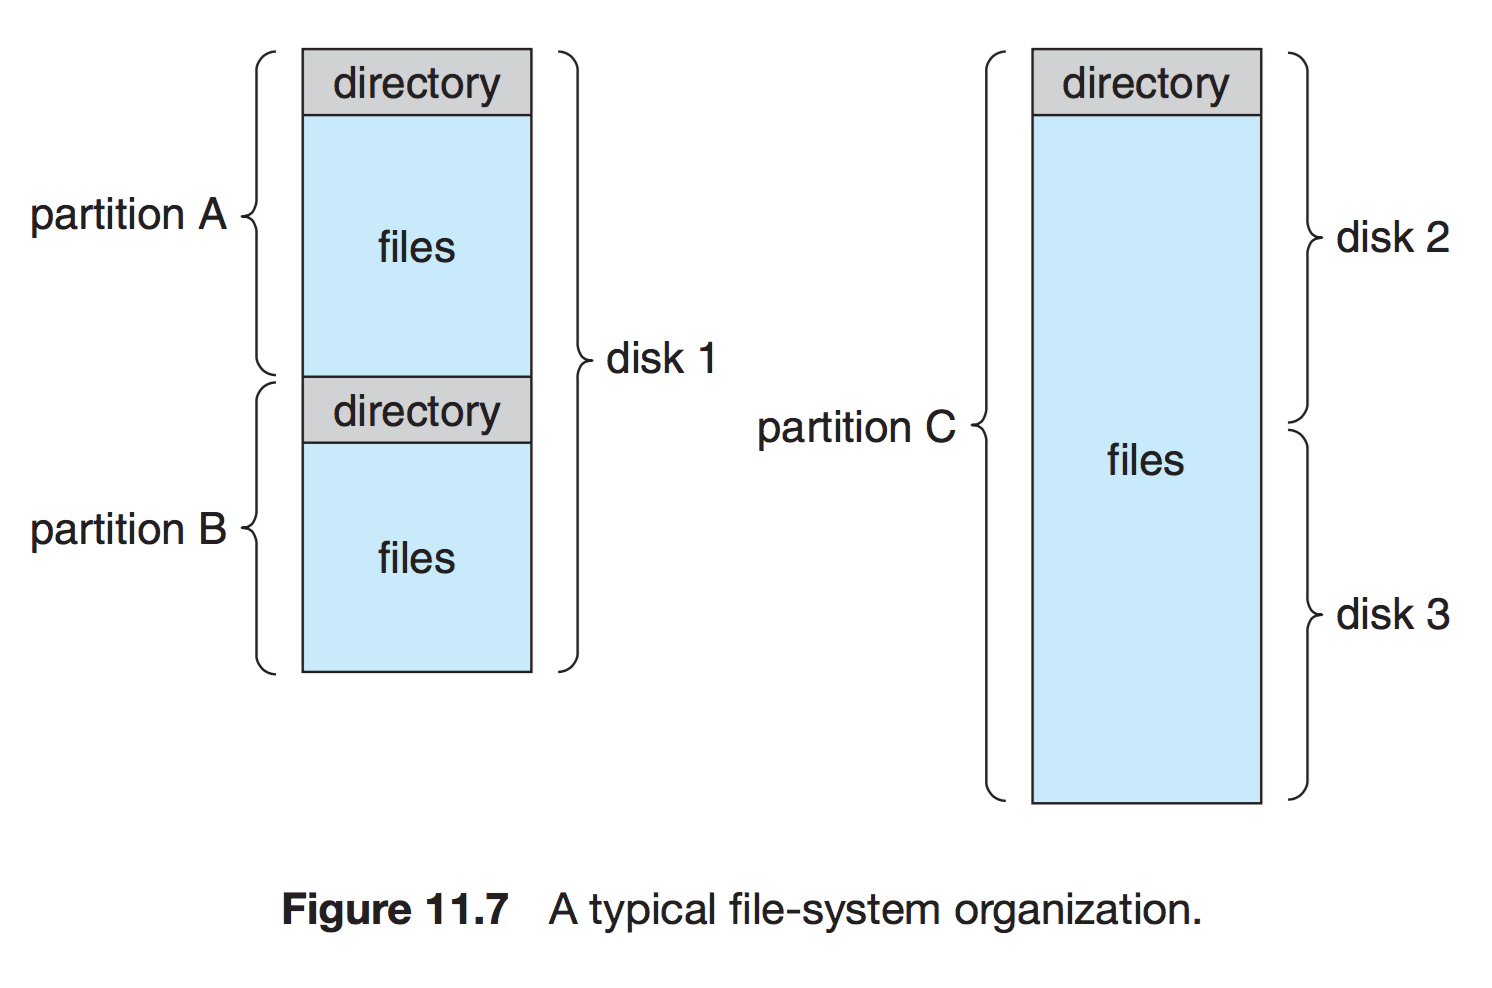 directory
partition A
files
disk 1
directory
partition B
files
directory
disk 2
partition C
files
disk 3
Figure 11.7 A typical file-system organization.